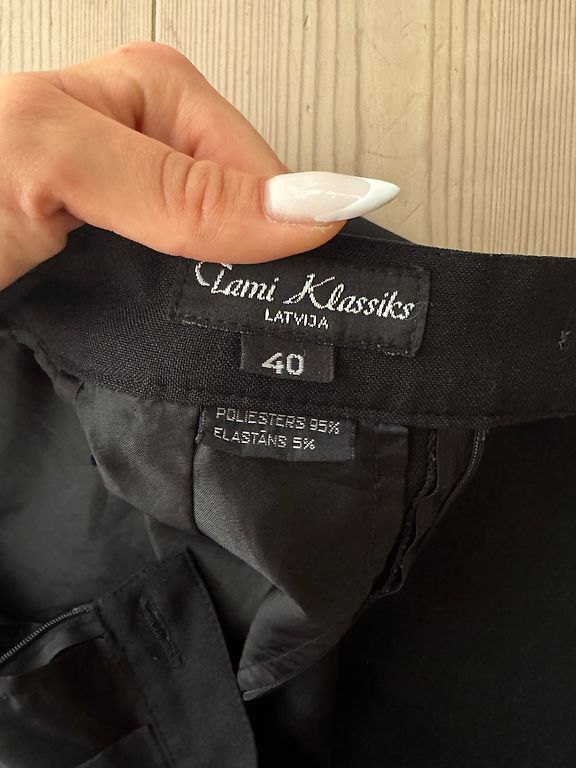 Tami Klassiks
LATVIJA
40
POLIESTERS 95%
ELASTĀNS 5%